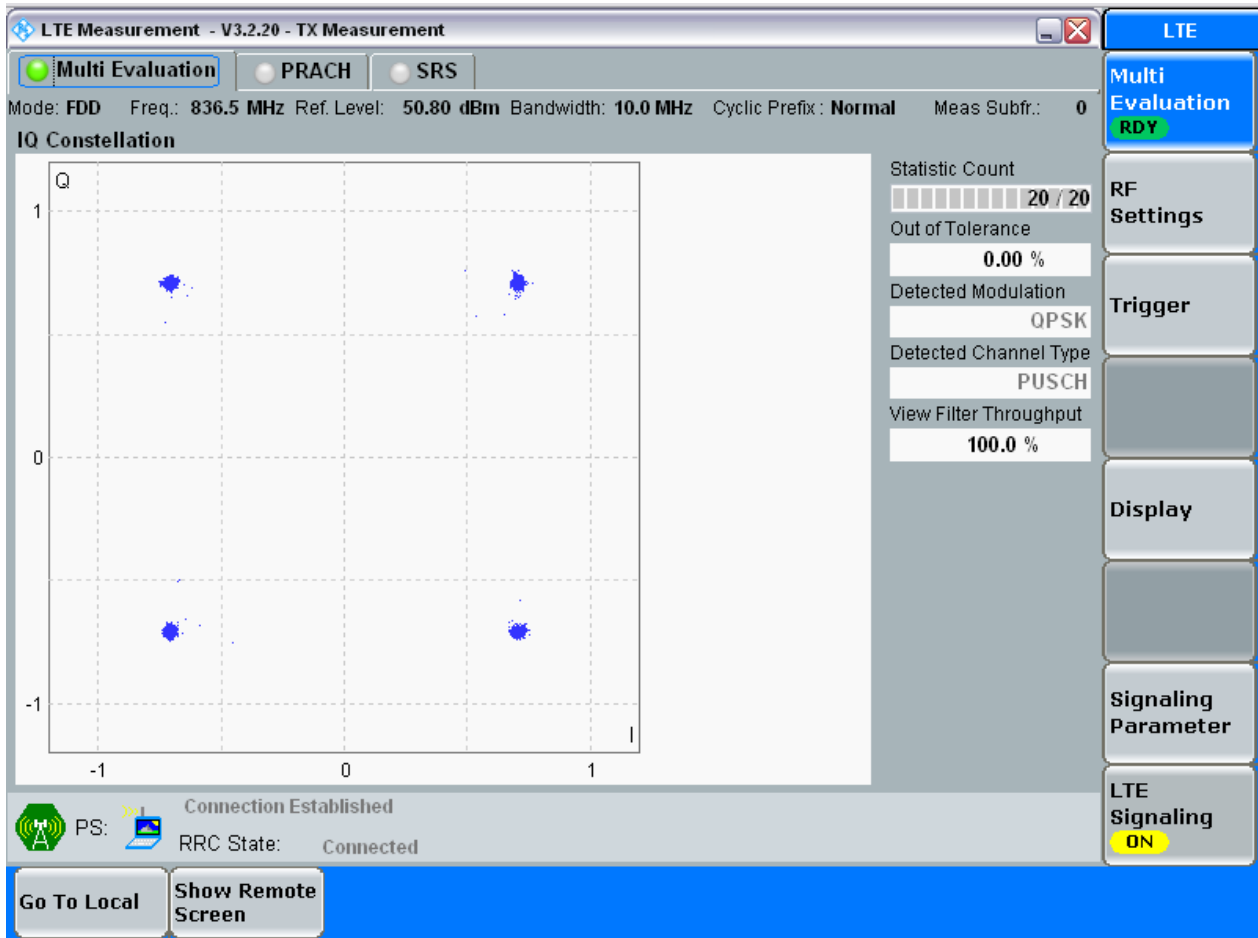 LTE Measurement - V3.2.20 - TX Measurement
LTE
Multi Evaluation PRACH SRS
Mode: FDD Freq.: 836.5 MHz Ref. Level: 50.80 dBm Bandwidth: 10.0 MHz Cyclic Prefix : Normal Meas Subfr.: 0
IQ Constellation
Q
1
0
-1
I
-1 0 1
Statistic Count
20 / 20
Out of Tolerance
0.00 %
Detected Modulation
QPSK
Detected Channel Type
PUSCH
View Filter Throughput
100.0 %
Multi
Evaluation
RDY
RF
Settings
Trigger
Display
Signaling
Parameter
LTE
Signaling
ON
PS:
Connection Established
RRC State: Connected
Go To Local
Show Remote
Screen